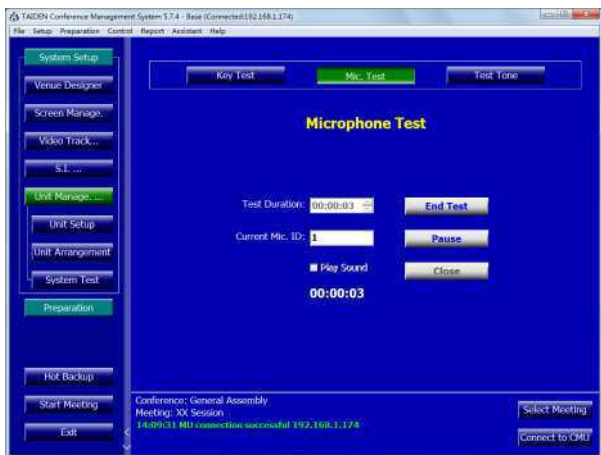 TAIDEN Conference Management System 5.7.4 - Base (Connected:192.168.1.174)
File Setup Preparation Control Report Assistant Help
System Setup
Venue Designer
Screen Manage.
Video Track...
S.I. ...
Unit Manage. ...
Unit Setup
Unit Arrangement
System Test
Preparation
Hot Backup
Start Meeting
Exit
Key Test Mic. Test Test Tone
Microphone Test
Test Duration: 00:00:03 End Test
Current Mic. ID: 1 Pause
Play Sound Close
00:00:03
Conference: General Assembly
Meeting: XX Session
14:09:31 MU connection successful 192.168.1.174
Select Meeting
Connect to CMU